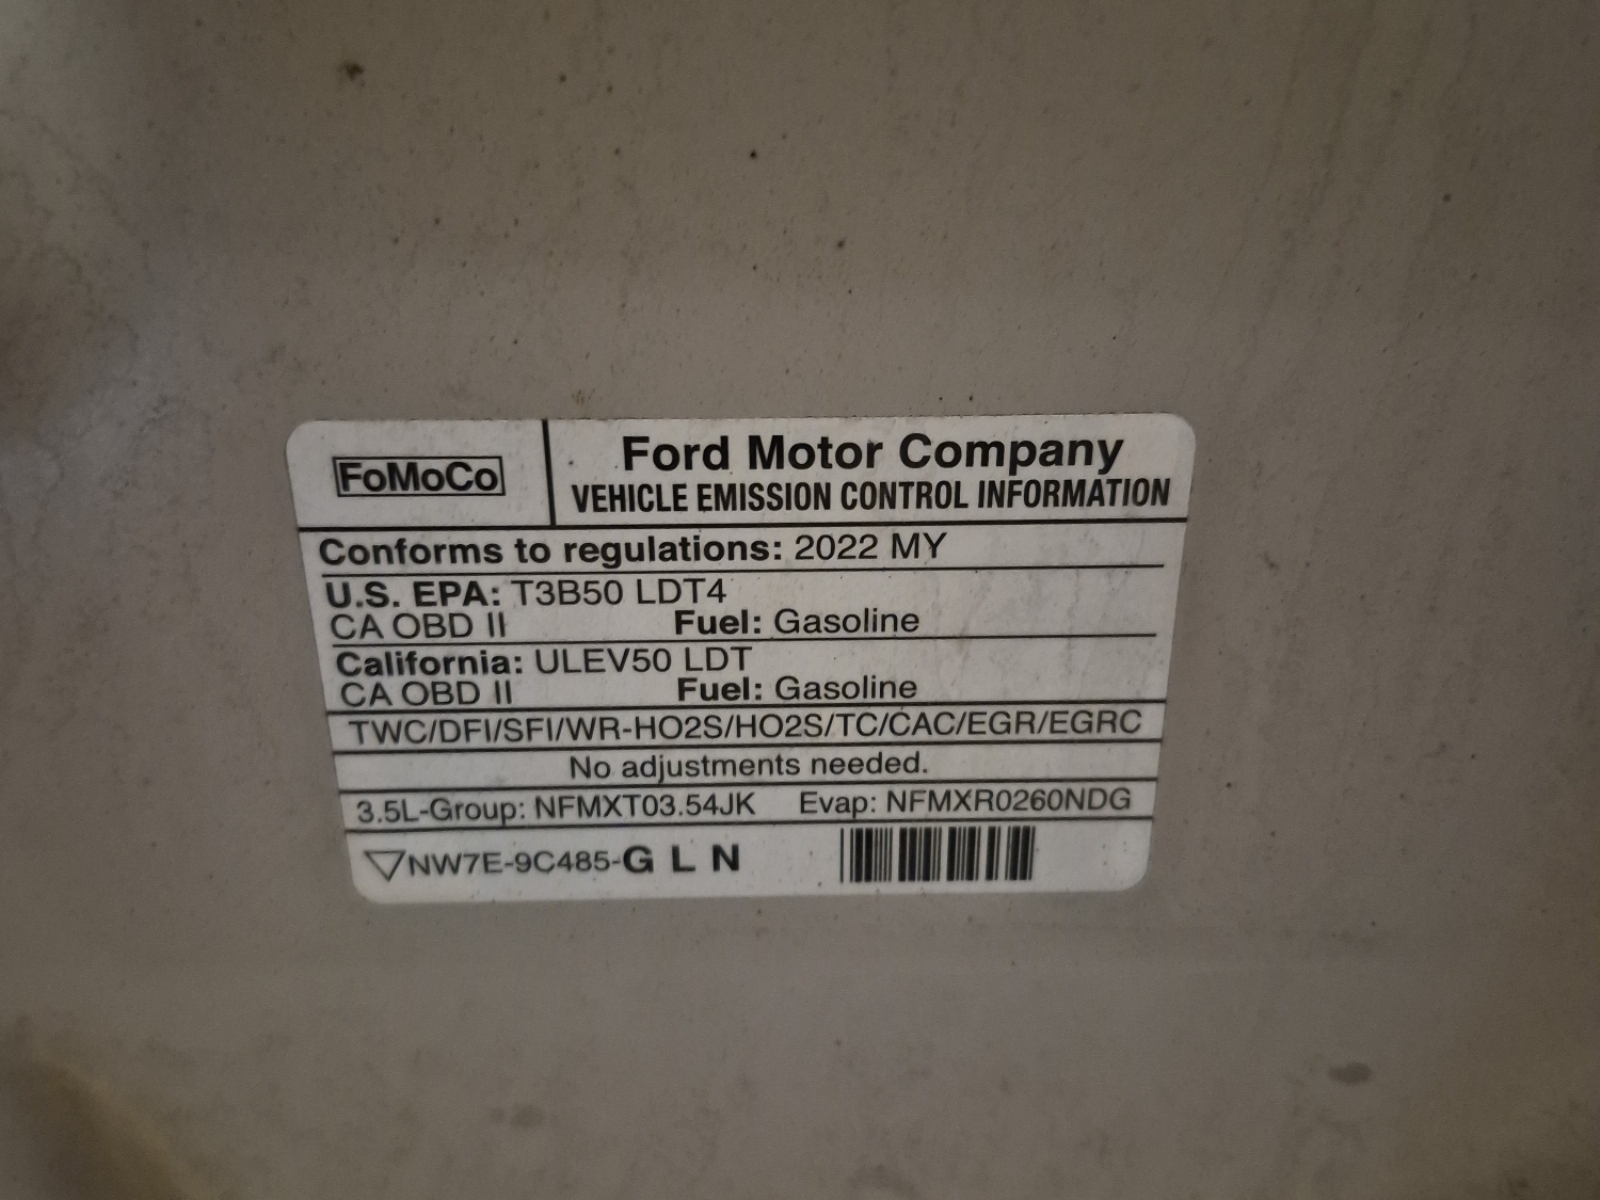 FoMoCo
Ford Motor Company
VEHICLE EMISSION CONTROL INFORMATION
Conforms to regulations: 2022 MY
U.S. EPA: T3B50 LDT4
CA OBD II Fuel: Gasoline
California: ULEV50 LDT
CA OBD II Fuel: Gasoline
TWC/DFI/SFI/WR-HO2S/HO2S/TC/CAC/EGR/EGRC
No adjustments needed.
3.5L-Group: NFMXT03.54JK Evap: NFMXR0260NDG
▽NW7E-9C485-G L N